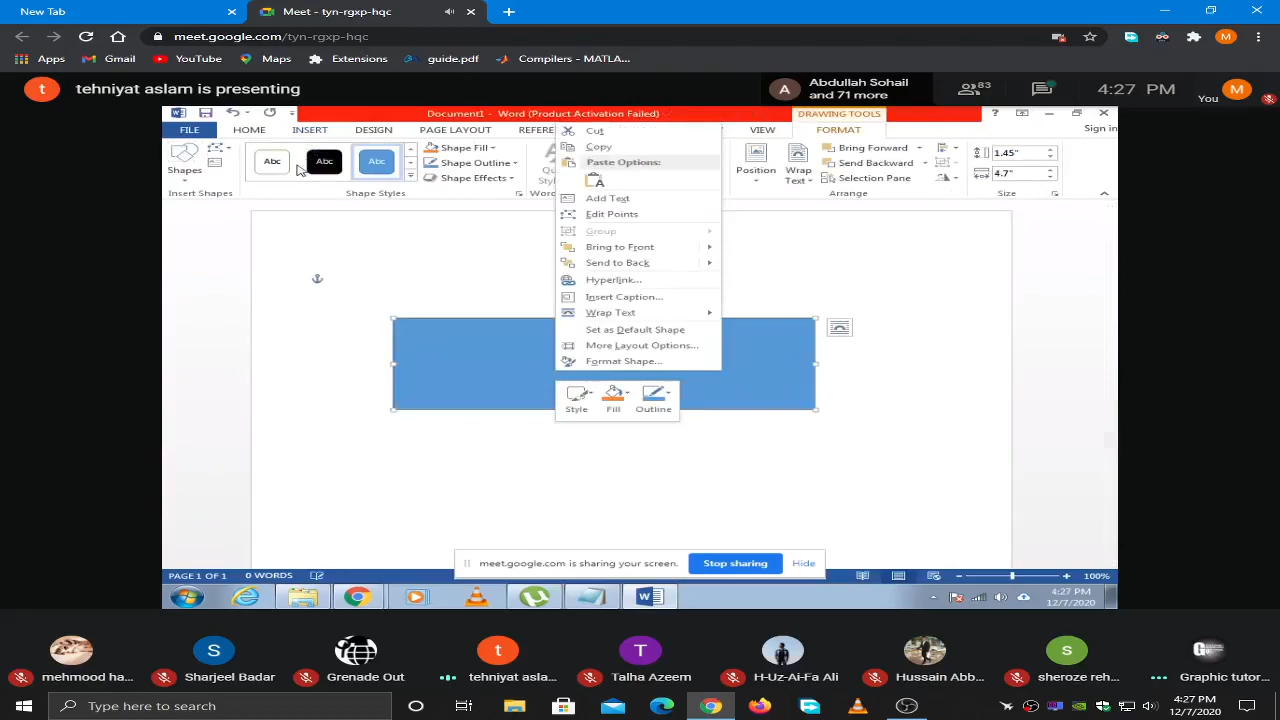 New Tab
Meet - tyn-rgxp-hqc
meet.google.com/tyn-rgxp-hqc
M
Apps
Gmail
YouTube
Maps
Extensions
guide.pdf
Compilers - MATLA...
t
tehniyat aslam is presenting
A
Abdullah Sohail
and 71 more
83
4:27 PM
You
M
Document1 - Word (Product Activation Failed)
DRAWING TOOLS
FILE
HOME
INSERT
DESIGN
PAGE LAYOUT
REFERE
VIEW
FORMAT
Sign in
Shapes
Insert Shapes
Abc
Abc
Abc
Shape Fill
Shape Outline
Shape Effects
Shape Styles
Position
Wrap
Text
Bring Forward
Send Backward
Selection Pane
Arrange
1.45"
4.7"
Size
Cut
Copy
Paste Options:
A
Add Text
Edit Points
Group
Bring to Front
Send to Back
Hyperlink...
Insert Caption...
Wrap Text
Set as Default Shape
More Layout Options...
Format Shape...
Style
Fill
Outline
meet.google.com is sharing your screen.
Stop sharing
Hide
PAGE 1 OF 1
0 WORDS
100%
4:27 PM
12/7/2020
S
t
T
s
mehmood ha...
Sharjeel Badar
Grenade Out
tehniyat asla...
Talha Azeem
H-Uz-Ai-Fa Ali
Hussain Abb...
sheroze reh...
Graphic tutor...
Type here to search
4:27 PM
12/7/2020